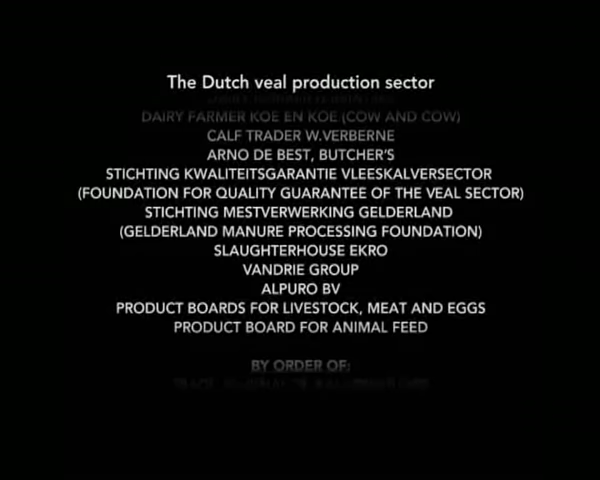 The Dutch veal production sector
DAIRY FARMER KOE EN KOE (COW AND COW)
CALF TRADER W.VERBERNE
ARNO DE BEST, BUTCHER'S
STICHTING KWALITEITSGARANTIE VLEESKALVERSECTOR
(FOUNDATION FOR QUALITY GUARANTEE OF THE VEAL SECTOR)
STICHTING MESTVERWERKING GELDERLAND
(GELDERLAND MANURE PROCESSING FOUNDATION)
SLAUGHTERHOUSE EKRO
VANDRIE GROUP
ALPURO BV
PRODUCT BOARDS FOR LIVESTOCK, MEAT AND EGGS
PRODUCT BOARD FOR ANIMAL FEED
BY ORDER OF: